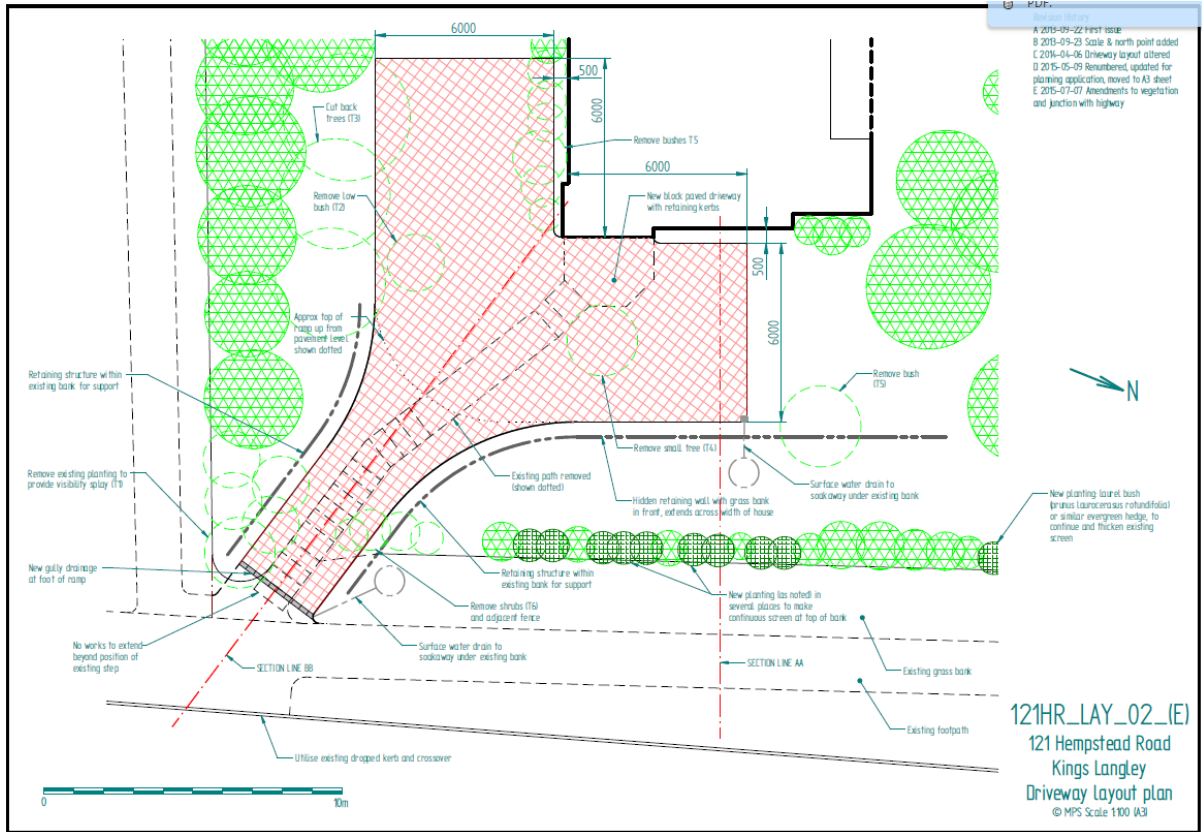 PDF.
Revision History
A 2013-09-22 First issue
B 2013-09-23 Scale & north point added
C 2014-04-06 Driveway layout altered
D 2015-05-09 Renumbered, updated for
planning application, moved to A3 sheet
E 2015-07-07 Amendments to vegetation
and junction with highway
6000
500
6000
Cut back
trees (T3)
Remove bushes T5
6000
Remove low
bush (T2)
New block paved driveway
with retaining kerbs
500
6000
Approx top of
ramp up from
pavement level
shown dotted
Retaining structure within
existing bank for support
Remove bush
(T5)
N
Remove small tree (T4)
Remove existing planting to
provide visibility splay (T1)
Existing path removed
(shown dotted)
Surface water drain to
soakaway under existing bank
Hidden retaining wall with grass bank
in front, extends across width of house
New planting laurel bush
(prunus laurocerasus rotundifolia)
or similar evergreen hedge, to
continue and thicken existing
screen
New gully drainage
at foot of ramp
Retaining structure within
existing bank for support
New planting (as noted) in
several places to make
continuous screen at top of bank
Remove shrubs (T6)
and adjacent fence
No works to extend
beyond position of
existing step
Surface water drain to
soakaway under existing bank
SECTION LINE BB
SECTION LINE AA
Existing grass bank
Existing footpath
Utilise existing dropped kerb and crossover
0
10m
121HR_LAY_02_(E)
121 Hempstead Road
Kings Langley
Driveway layout plan
© MPS Scale 1:100 (A3)